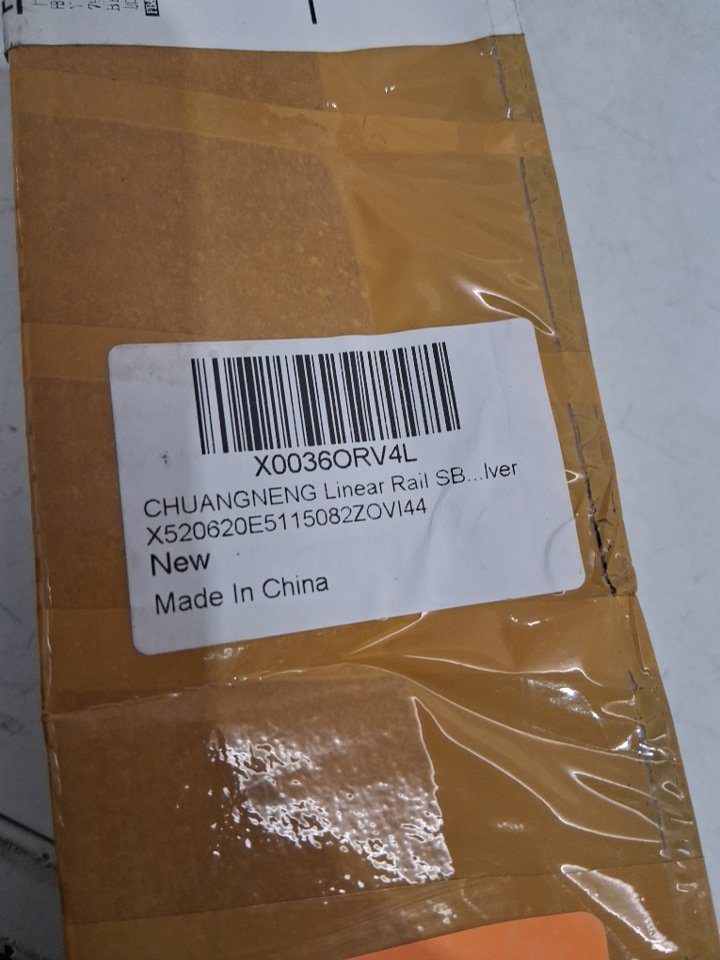 X0036ORV4L
CHUANGNENG Linear Rail SB...lver
X520620E5115082ZOVI44
New
Made In China